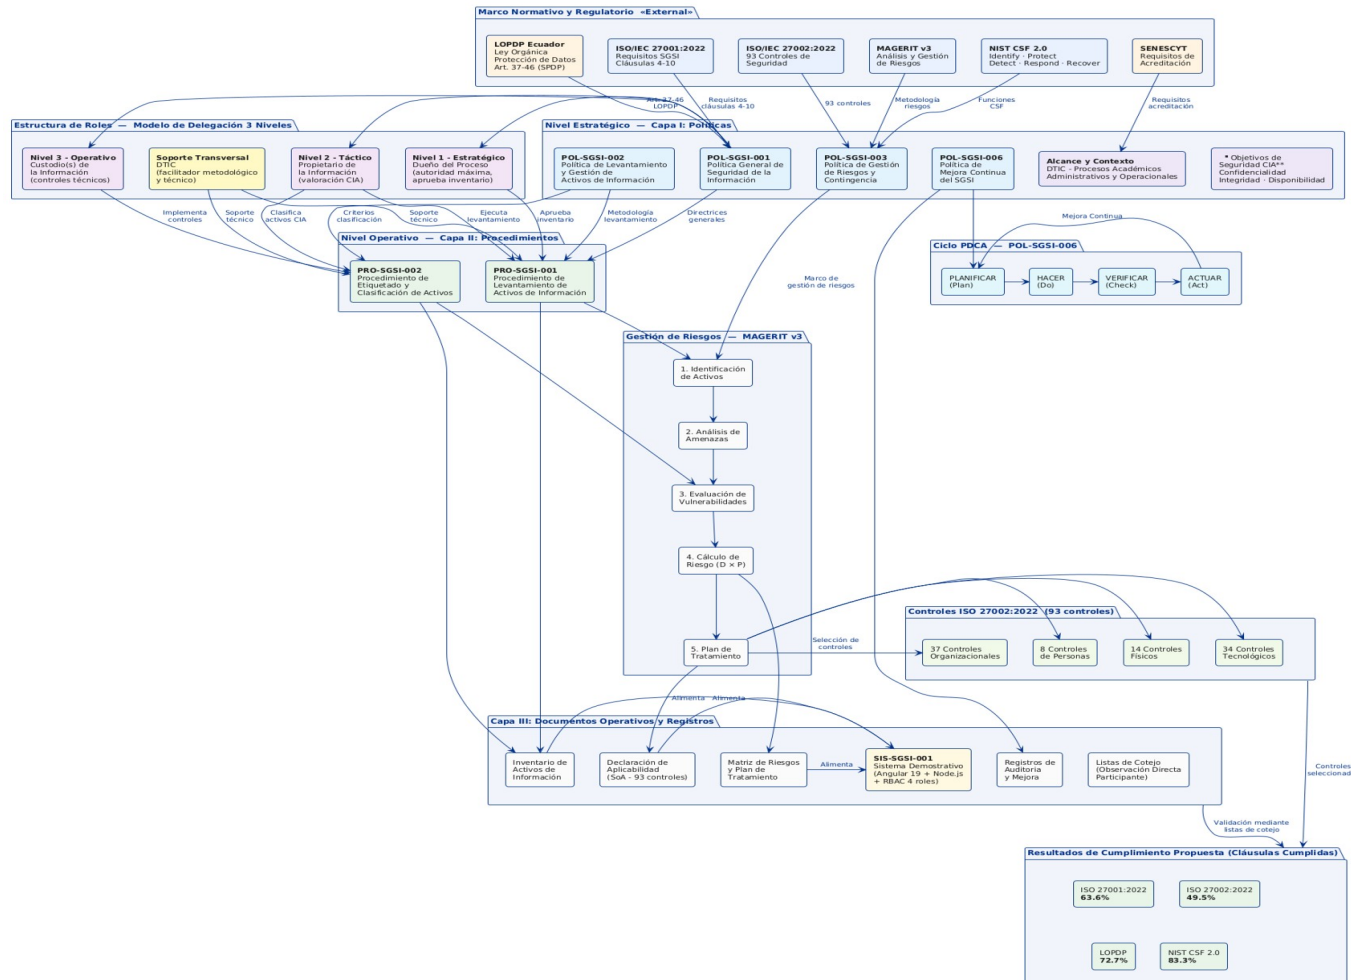 Marco Normativo y Regulatorio «External»
LOPDP Ecuador
Ley Orgánica
Protección de Datos
Art. 37-46 (SPDP)
ISO/IEC 27001:2022
Requisitos SGSI
Cláusulas 4-10
ISO/IEC 27002:2022
93 Controles de
Seguridad
MAGERIT v3
Análisis y Gestión
de Riesgos
NIST CSF 2.0
Identify · Protect
Detect · Respond · Recover
SENESCYT
Requisitos de
Acreditación
Art. 37-46
LOPDP
Requisitos
cláusulas 4-10
93 controles
Metodología
riesgos
Funciones
CSF
Requisitos
acreditación
Estructura de Roles — Modelo de Delegación 3 Niveles
Nivel 3 - Operativo
Custodio(s) de
la Información
(controles técnicos)
Soporte Transversal
DTIC
(facilitador metodológico
y técnico)
Nivel 2 - Táctico
Propietario de
la Información
(valoración CIA)
Nivel 1 - Estratégico
Dueño del Proceso
(autoridad máxima,
aprueba inventario)
Nivel Estratégico — Capa I: Políticas
POL-SGSI-002
Política de Levantamiento
y Gestión de
Activos de Información
POL-SGSI-001
Política General de
Seguridad de la
Información
POL-SGSI-003
Política de Gestión
de Riesgos y
Contingencia
POL-SGSI-006
Política de
Mejora Continua
del SGSI
Alcance y Contexto
DTIC - Procesos Académicos
Administrativos y Operacionales
• Objetivos de
Seguridad CIA**
Confidencialidad
Integridad · Disponibilidad
Implementa
controles
Soporte
técnico
Clasifica
activos CIA
Criterios
clasificación
Soporte
técnico
Ejecuta
levantamiento
Aprueba
inventario
Metodología
levantamiento
Directrices
generales
Mejora Continua
Nivel Operativo — Capa II: Procedimientos
PRO-SGSI-002
Procedimiento de
Etiquetado y
Clasificación de Activos
PRO-SGSI-001
Procedimiento de
Levantamiento de
Activos de Información
Marco de
gestión de riesgos
Ciclo PDCA — POL-SGSI-006
PLANIFICAR
(Plan)
HACER
(Do)
VERIFICAR
(Check)
ACTUAR
(Act)
Gestión de Riesgos — MAGERIT v3
1. Identificación
de Activos
2. Análisis de
Amenazas
3. Evaluación de
Vulnerabilidades
4. Cálculo de
Riesgo (D × P)
5. Plan de
Tratamiento
Selección de
controles
Controles ISO 27002:2022 (93 controles)
37 Controles
Organizacionales
8 Controles
de Personas
14 Controles
Físicos
34 Controles
Tecnológicos
Alimenta
Alimenta
Capa III: Documentos Operativos y Registros
Inventario de
Activos de
Información
Declaración de
Aplicabilidad
(SoA - 93 controles)
Matriz de Riesgos
y Plan de
Tratamiento
Alimenta
SIS-SGSI-001
Sistema Demostrativo
(Angular 19 + Node.js
+ RBAC 4 roles)
Registros de
Auditoría
y Mejora
Listas de Cotejo
(Observación Directa
Participante)
Controles
seleccionad
Validación mediante
listas de cotejo
Resultados de Cumplimiento Propuesta (Cláusulas Cumplidas)
ISO 27001:2022
63.6%
ISO 27002:2022
49.5%
LOPDP
72.7%
NIST CSF 2.0
83.3%